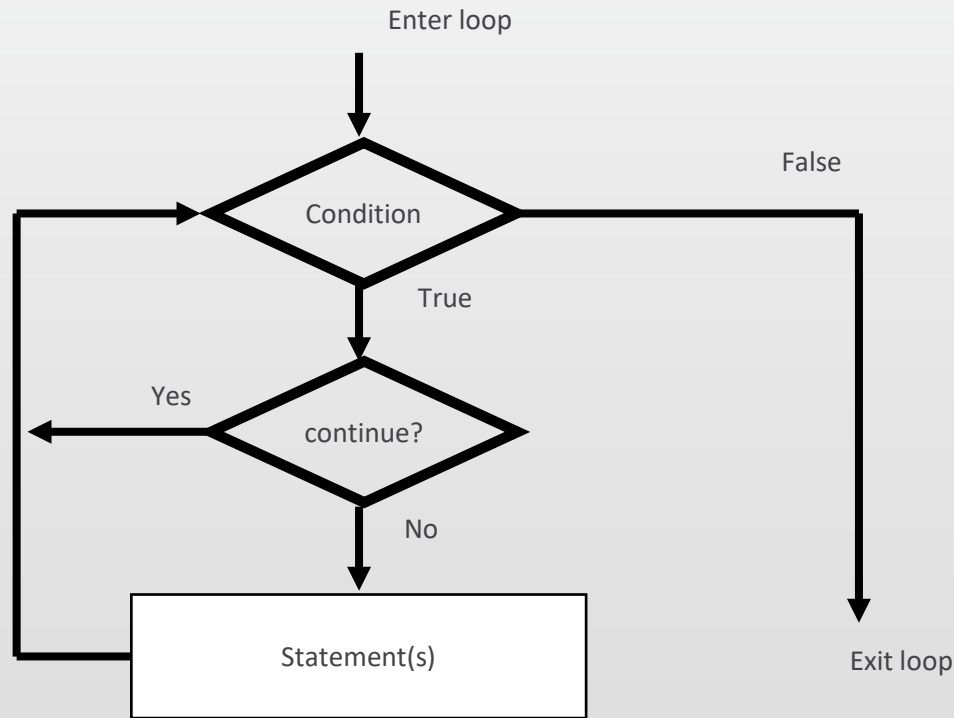 Enter loop
False
Condition
True
Yes
continue?
No
Statement(s)
Exit loop